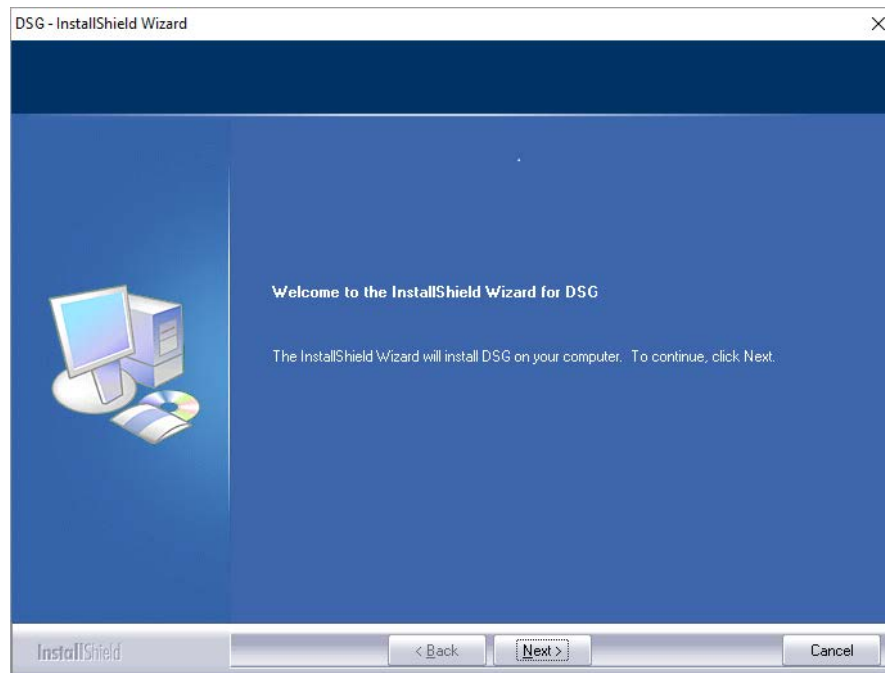 DSG - InstallShield Wizard
Welcome to the InstallShield Wizard for DSG
The InstallShield Wizard will install DSG on your computer. To continue, click Next.
InstallShield
< Back
Next >
Cancel